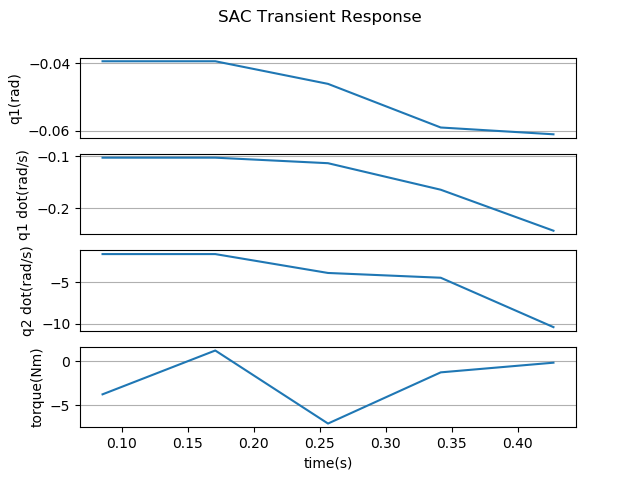 SAC Transient Response
q1(rad)
−0.04
−0.06
q1 dot(rad/s)
−0.1
−0.2
q2 dot(rad/s)
−5
−10
torque(Nm)
0
−5
0.10 0.15 0.20 0.25 0.30 0.35 0.40
time(s)